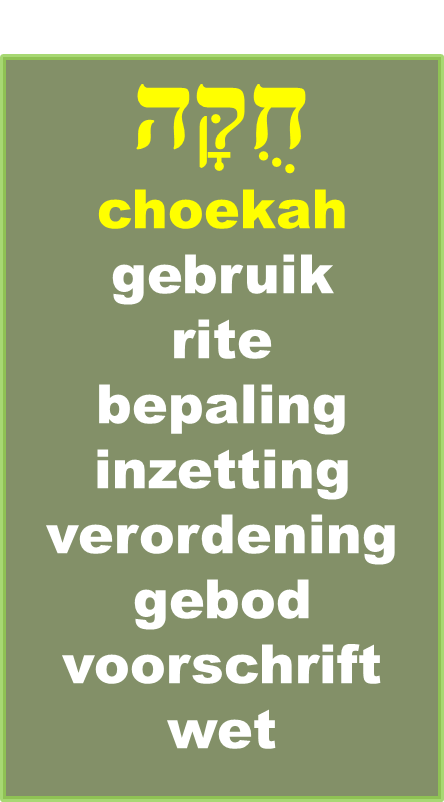 חֻקָּה
choekah
gebruik
rite
bepaling
inzetting
verordening
gebod
voorschrift
wet